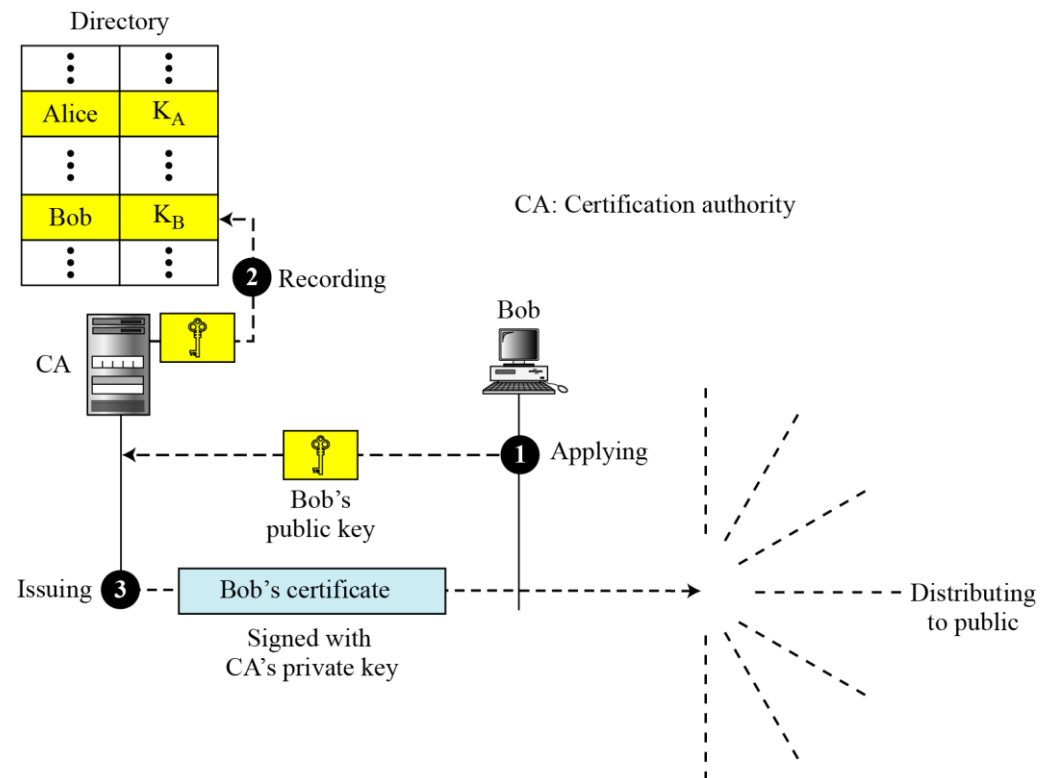 Directory
Alice K_A
Bob K_B
CA: Certification authority
2 Recording
Bob
CA
1 Applying
Bob’s
public key
Issuing 3 Bob’s certificate
Distributing
to public
Signed with
CA’s private key